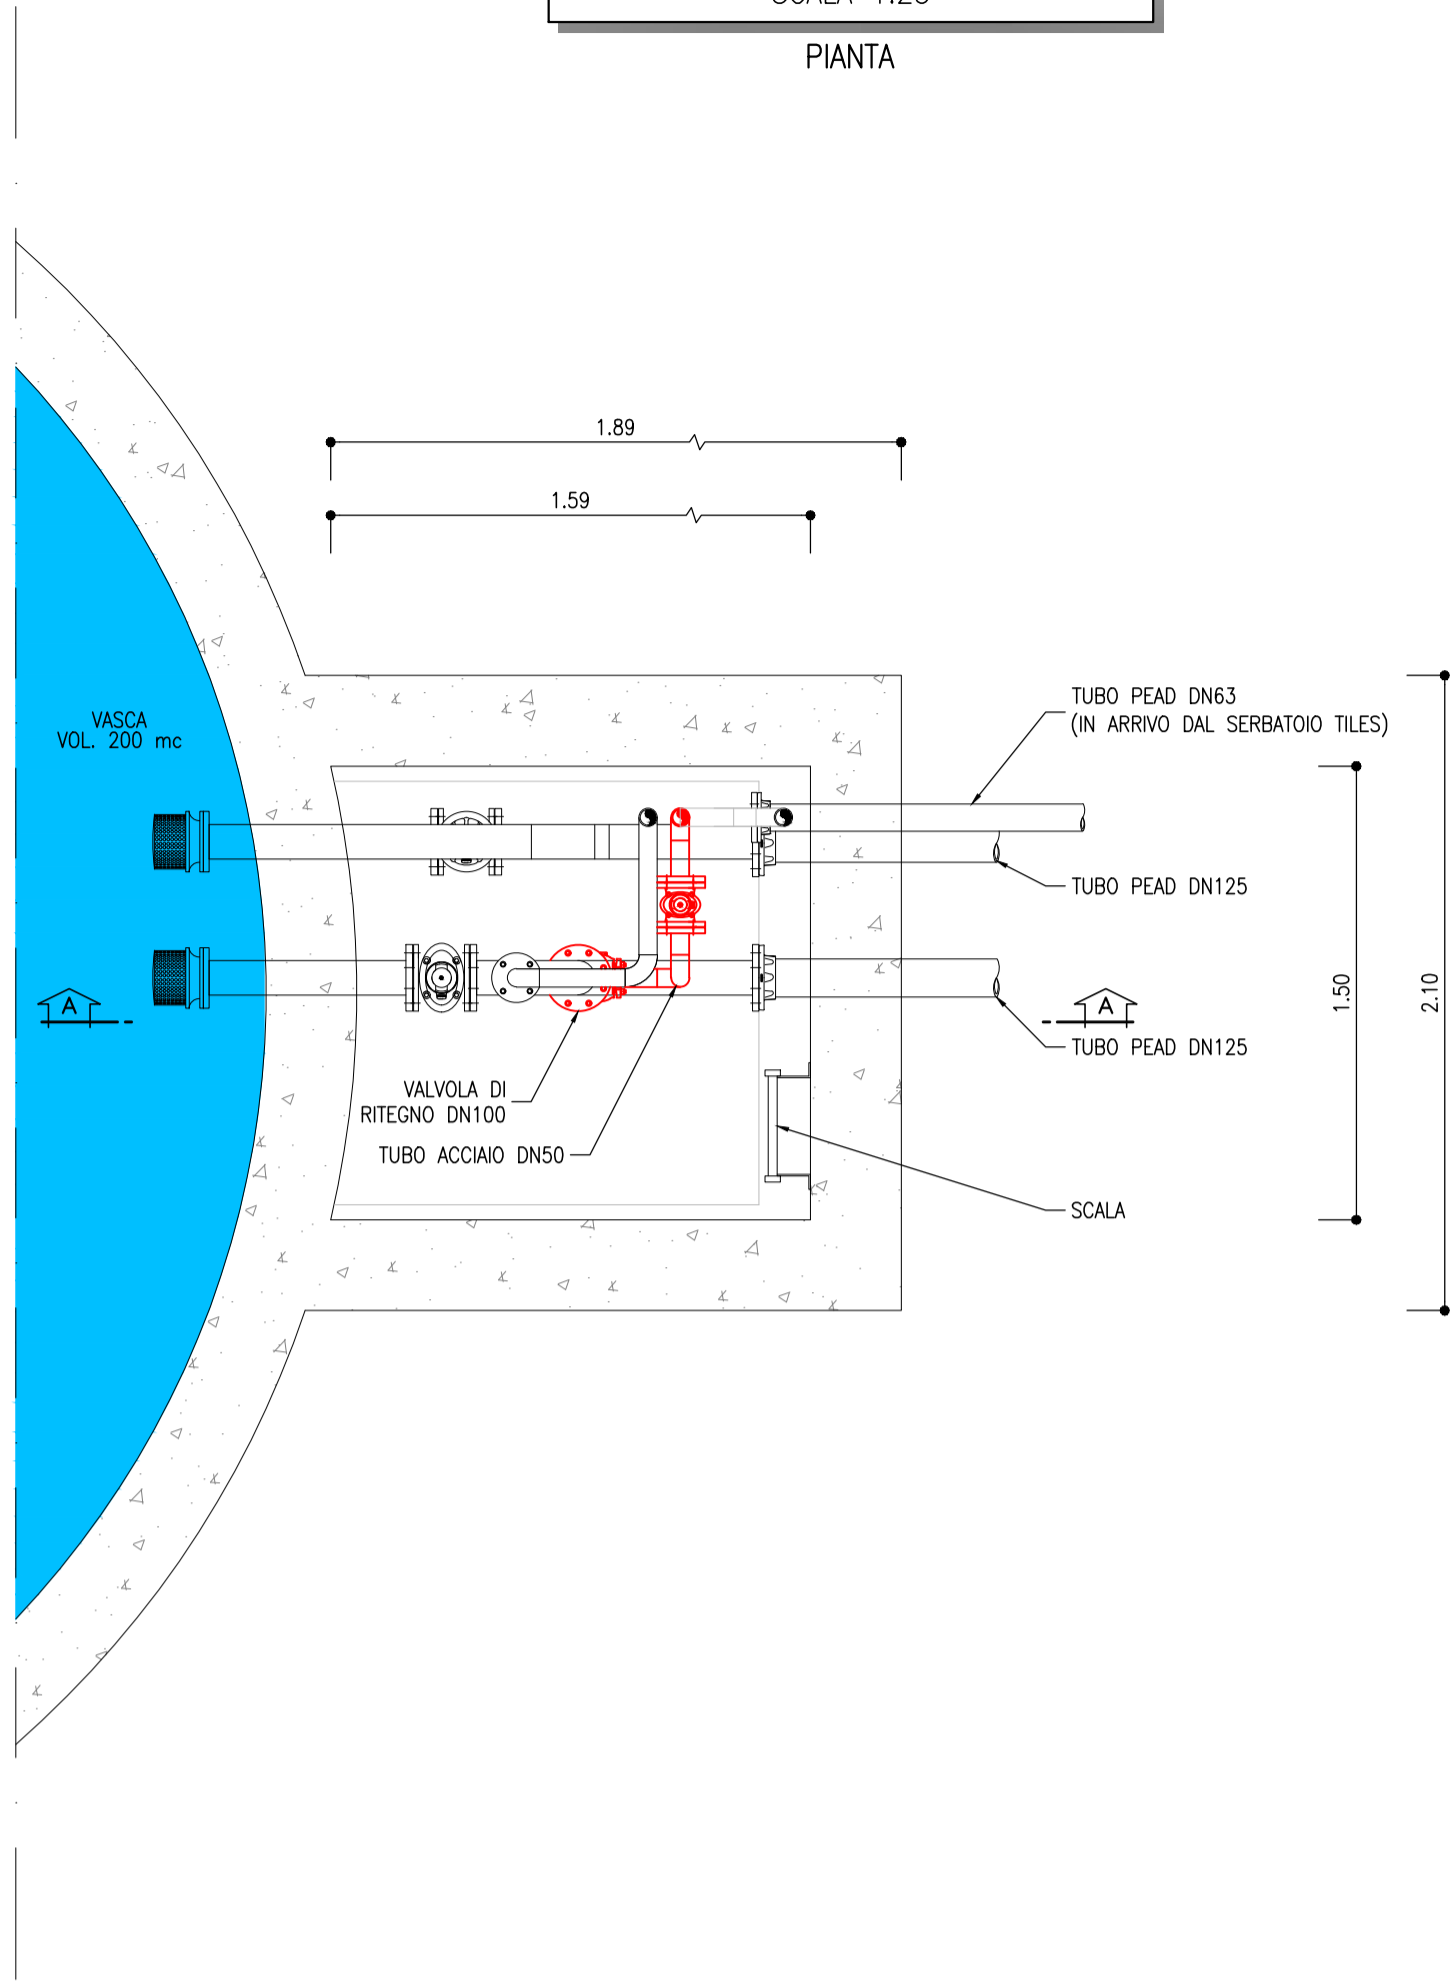 PIANTA
1.89
1.59
TUBO PEAD DN63
(IN ARRIVO DAL SERBATOIO TILES)
VASCA
VOL. 200 mc
TUBO PEAD DN125
A
A
TUBO PEAD DN125
1.50
2.10
VALVOLA DI
RITEGNO DN100
TUBO ACCIAIO DN50
SCALA